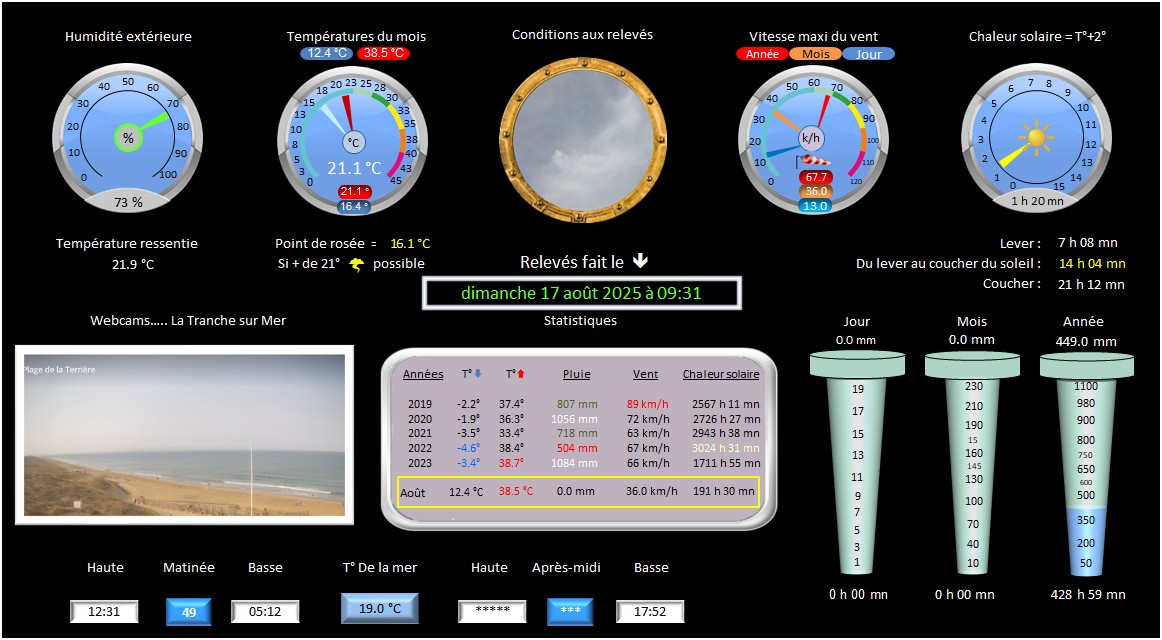 Humidité extérieure
Températures du mois
12.4 °C 38.5 °C
Conditions aux relevés
Vitesse maxi du vent
Année Mois Jour
Chaleur solaire = T°+2°
0 10 20 30 40 50 60 70 80 90 100
%
73 %
0 3 5 8 10 13 15 18 20 23 25 28 30 33 35 38 40 43 45
°C
21.1 °C
21.1 °
16.4 °
0 10 20 30 40 50 60 70 80 90 100 110 120
k/h
67.7
36.0
13.0
0 1 2 3 4 5 6 7 8 9 10 11 12 13 14 15
1 h 20 mn
Température ressentie
21.9 °C
Point de rosée = 16.1 °C
Si + de 21° possible
Relevés fait le
dimanche 17 août 2025 à 09:31
Lever : 7 h 08 mn
Du lever au coucher du soleil : 14 h 04 mn
Coucher : 21 h 12 mn
Webcams..... La Tranche sur Mer
Plage de la Terrière
Statistiques
Années T° T° Pluie Vent Chaleur solaire
2019 -2.2° 37.4° 807 mm 89 km/h 2567 h 11 mn
2020 -1.9° 36.3° 1056 mm 72 km/h 2726 h 27 mn
2021 -3.5° 33.4° 718 mm 63 km/h 2943 h 38 mn
2022 -4.6° 38.4° 504 mm 67 km/h 3024 h 31 mn
2023 -3.4° 38.7° 1084 mm 66 km/h 1711 h 55 mn
Août 12.4 °C 38.5 °C 0.0 mm 36.0 km/h 191 h 30 mn
Jour
0.0 mm
19
17
15
13
11
9
7
5
3
1
0 h 00 mn
Mois
0.0 mm
230
210
190
15
160
145
130
100
70
40
10
0 h 00 mn
Année
449.0 mm
1100
980
900
800
750
650
600
500
350
200
50
428 h 59 mn
Haute Matinée Basse
12:31 49 05:12
T° De la mer
19.0 °C
Haute Après-midi Basse
***** *** 17:52